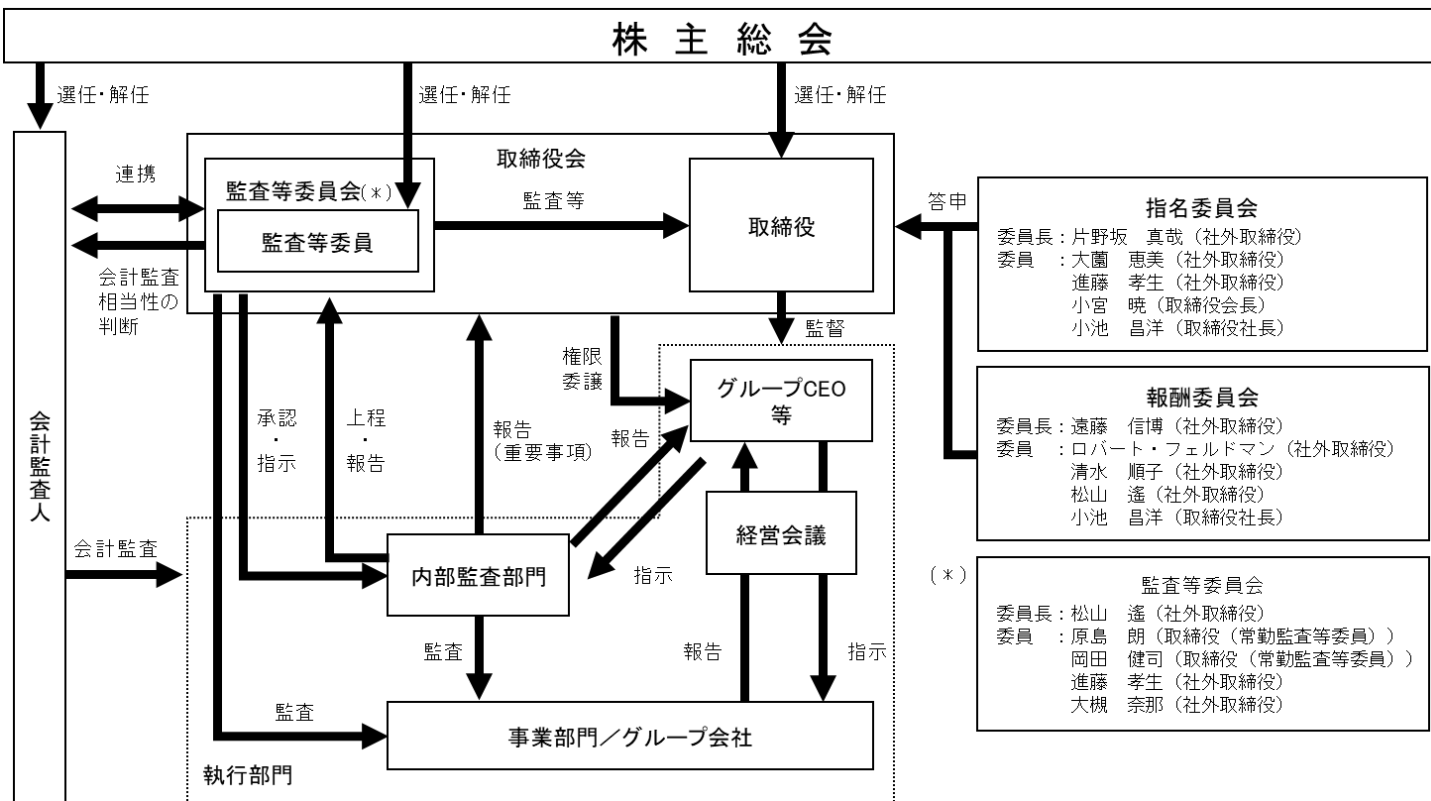 株主総会
選任・解任
選任・解任
選任・解任
取締役会
連携
監査等委員会(＊)
監査等委員
監査等
取締役
答申
会計監査
相当性の
判断
指名委員会
委員長：片野坂　真哉（社外取締役）
委員　：大薗　恵美（社外取締役）
進藤　孝生（社外取締役）
小宮　暁（取締役会長）
小池　昌洋（取締役社長）
監督
権限
委譲
グループCEO
等
報酬委員会
委員長：遠藤　信博（社外取締役）
委員　：ロバート・フェルドマン（社外取締役）
清水　順子（社外取締役）
松山　遙（社外取締役）
小池　昌洋（取締役社長）
承認
・
指示
上程
・
報告
報告
（重要事項）
報告
会計監査人
経営会議
会計監査
内部監査部門
指示
(＊)
監査等委員会
委員長：松山　遙（社外取締役）
委員　：原島　朗（取締役（常勤監査等委員））
岡田　健司（取締役（常勤監査等委員））
進藤　孝生（社外取締役）
大槻　奈那（社外取締役）
監査
報告
指示
監査
事業部門／グループ会社
執行部門